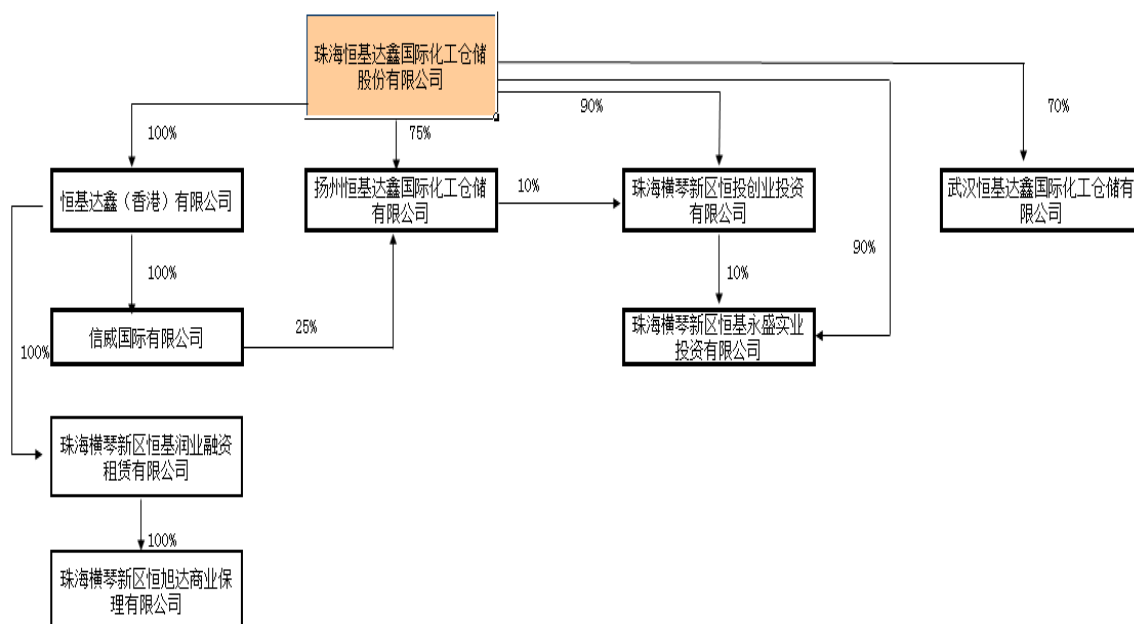 珠海恒基达鑫国际化工仓储
股份有限公司
100%
75%
90%
70%
恒基达鑫（香港）有限公司
扬州恒基达鑫国际化工仓储
有限公司
10%
珠海横琴新区恒投创业投资
有限公司
武汉恒基达鑫国际化工仓储有
限公司
100%
10%
90%
信威国际有限公司
25%
珠海横琴新区恒基永盛实业
投资有限公司
100%
珠海横琴新区恒基润业融资
租赁有限公司
100%
珠海横琴新区恒旭达商业保
理有限公司